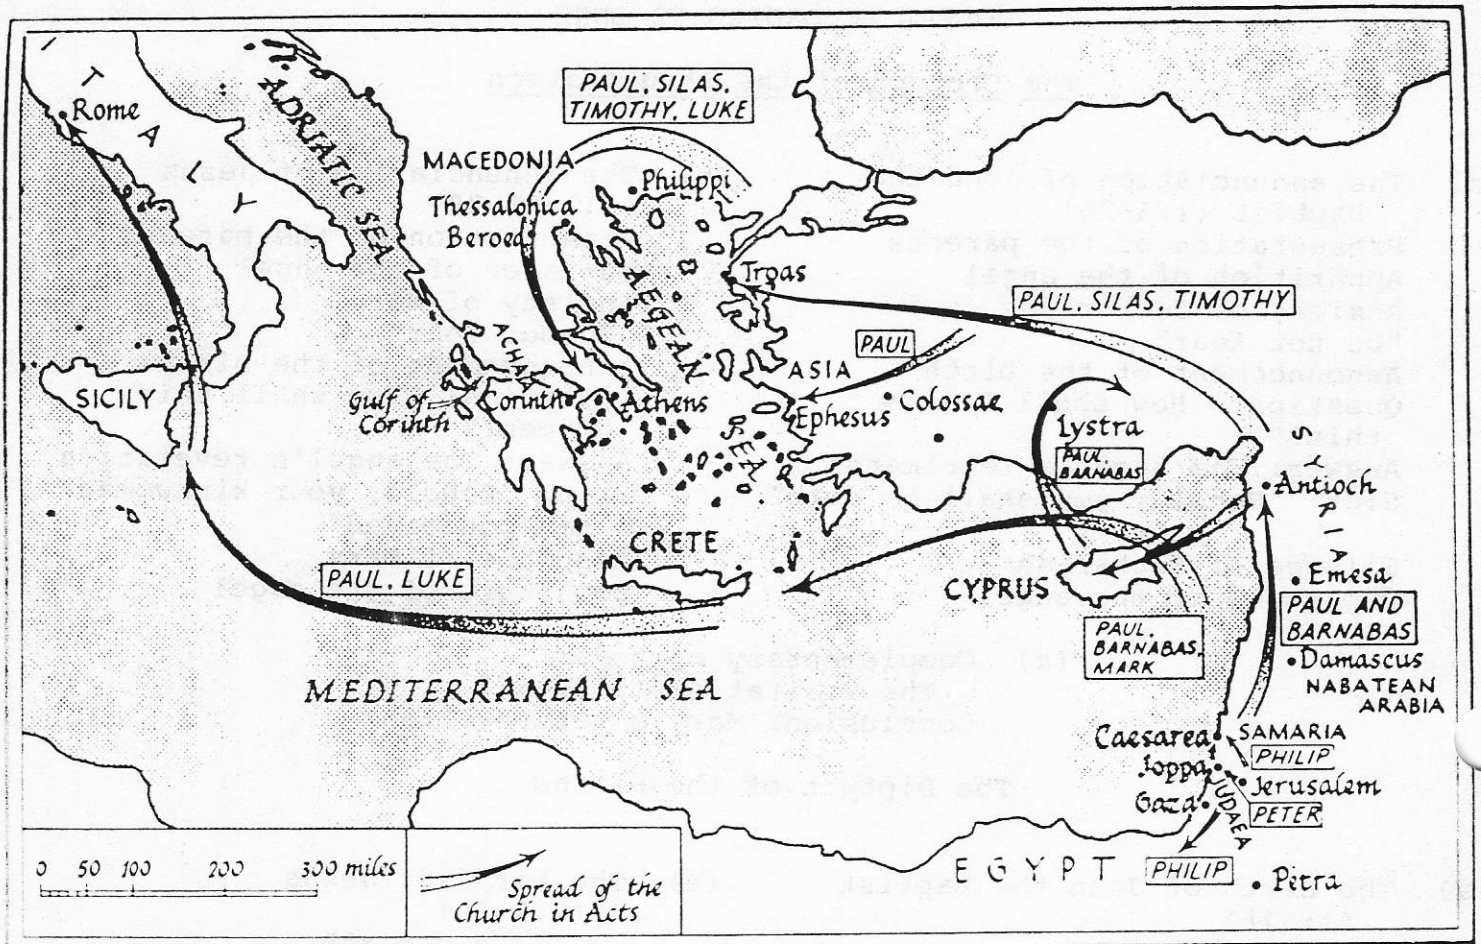 ITALY
Rome
ADRIATIC SEA
PAUL, SILAS,
TIMOTHY, LUKE
MACEDONIA
Philippi
Thessalonica
Beroea
AEGEAN SEA
Troas
PAUL, SILAS, TIMOTHY
PAUL
ACHAIA
ASIA
SICILY
Gulf of
Corinth
Corinth
Athens
Ephesus
Colossae
Lystra
PAUL,
BARNABAS
SYRIA
Antioch
CRETE
CYPRUS
Emesa
PAUL, LUKE
PAUL AND
BARNABAS
PAUL,
BARNABAS,
MARK
Damascus
NABATEAN
ARABIA
MEDITERRANEAN SEA
Caesarea
SAMARIA
PHILIP
Ioppa
Jerusalem
JUDAEA
Gaza
PETER
EGYPT
PHILIP
Petra
0 50 100 200 300 miles
Spread of the
Church in Acts